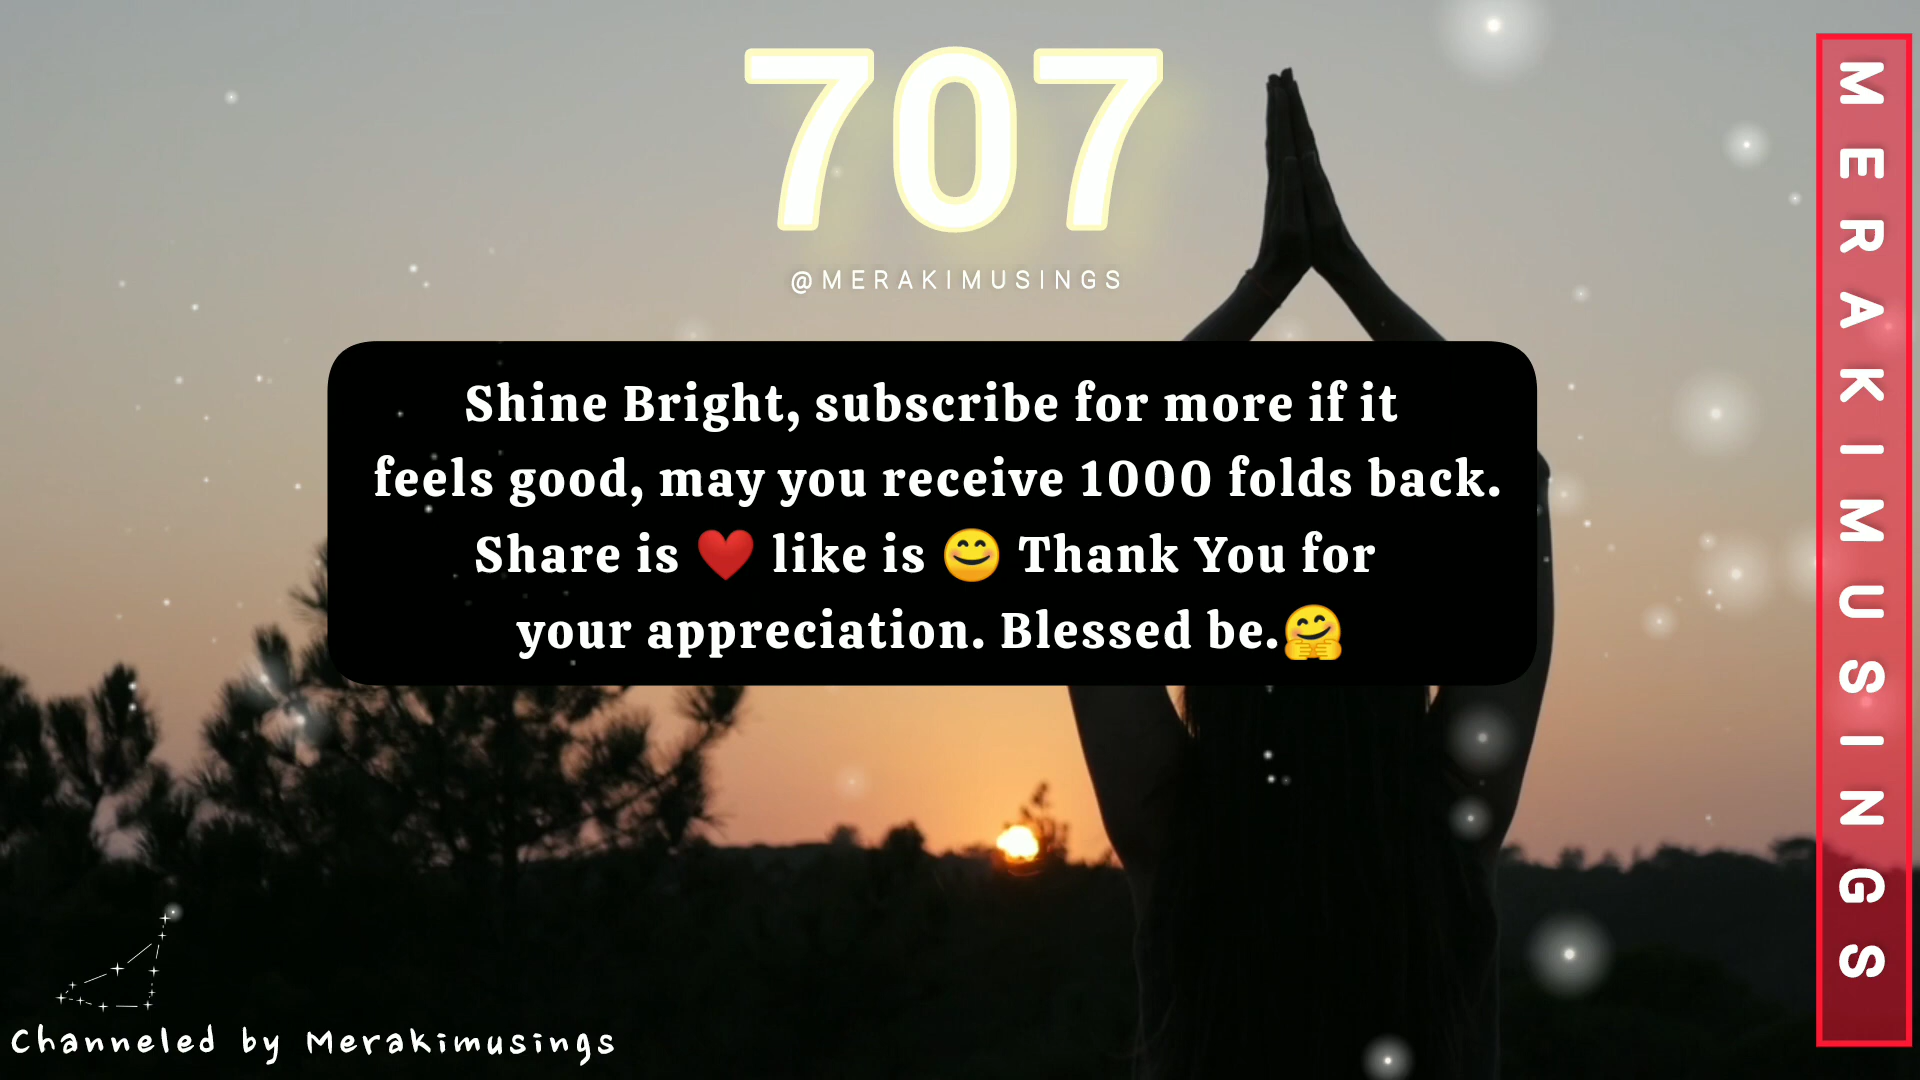 707
@MERAKIMUSINGS
Shine Bright, subscribe for more if it
feels good, may you receive 1000 folds back.
Share is ❤️ like is 😊 Thank You for
your appreciation. Blessed be.🤗
MERAKIMUSINGS
Channeled by Merakimusings